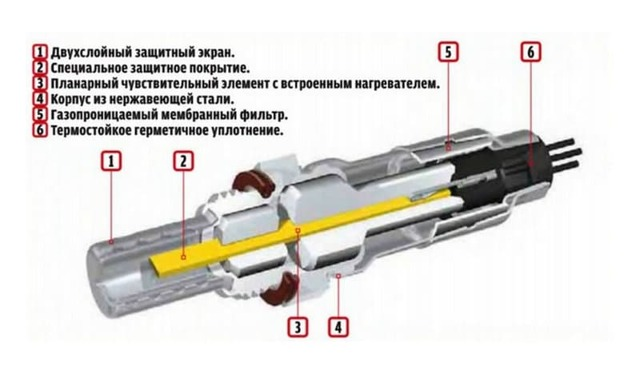 1 Двухслойный защитный экран.
2 Специальное защитное покрытие.
3 Планарный чувствительный элемент с встроенным нагревателем.
4 Корпус из нержавеющей стали.
5 Газопроницаемый мембранный фильтр.
6 Термостойкое герметичное уплотнение.
5 6
1 2
3 4